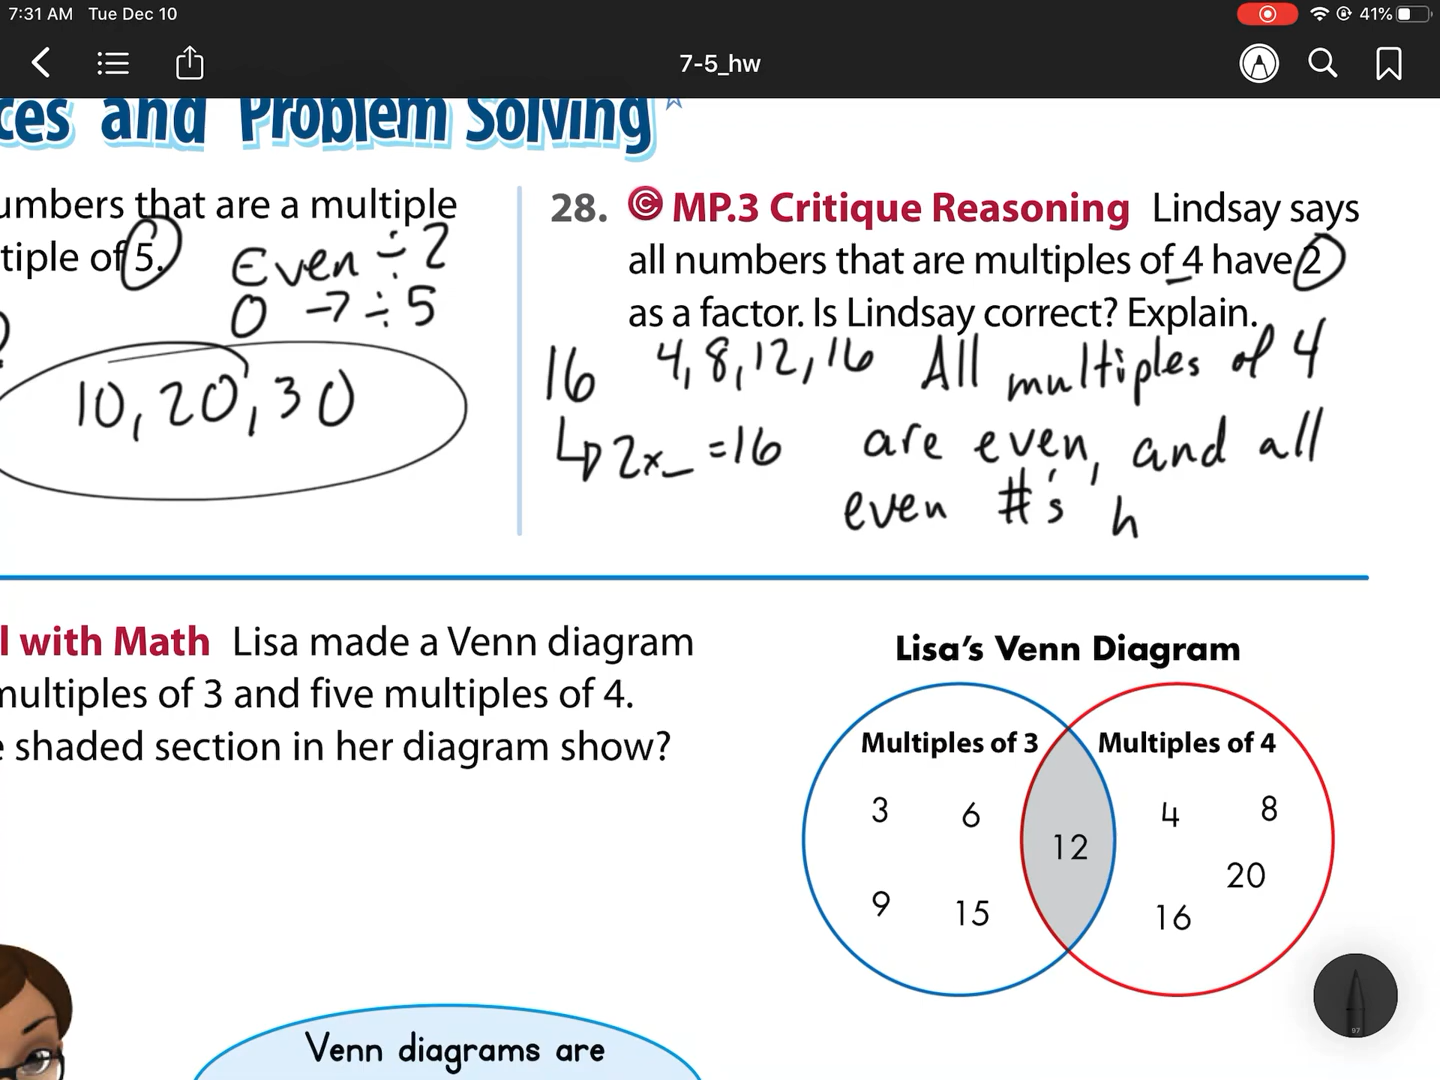 7:31 AM Tue Dec 10
41%
7-5_hw
ces and Problem Solving
umbers that are a multiple
tiple of 5.
Even ÷ 2
0 → ÷ 5
10, 20, 30
28. MP.3 Critique Reasoning Lindsay says
all numbers that are multiples of 4 have 2
as a factor. Is Lindsay correct? Explain.
16 4, 8, 12, 16 All multiples of 4
2x_ =16 are even, and all
even #'s h
l with Math Lisa made a Venn diagram
multiples of 3 and five multiples of 4.
e shaded section in her diagram show?
Lisa's Venn Diagram
Multiples of 3 Multiples of 4
3 6 12 4 8
20
9 15 16
97
Venn diagrams are